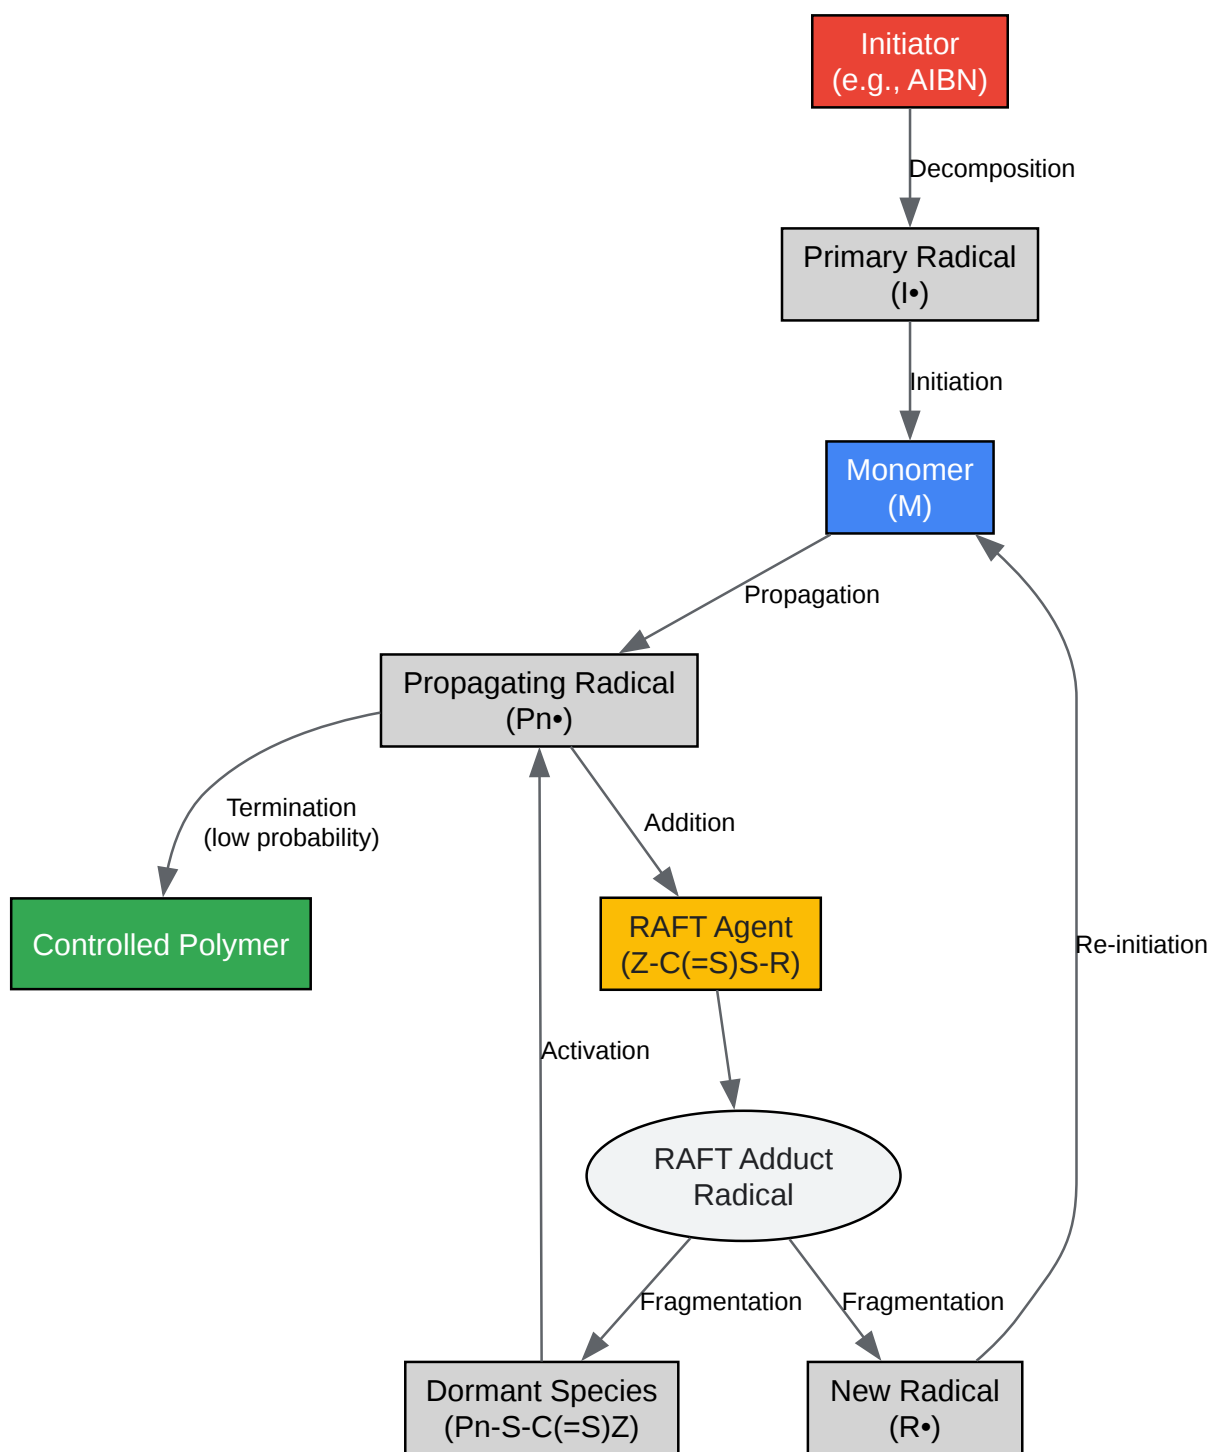 Initiator
(e.g., AIBN)
Decomposition
Primary Radical
(I•)
Initiation
Monomer
(M)
Propagation
Propagating Radical
(Pn•)
Termination
(low probability)
Addition
Controlled Polymer
RAFT Agent
(Z-C(=S)S-R)
Re-initiation
Activation
RAFT Adduct
Radical
Fragmentation
Fragmentation
Dormant Species
(Pn-S-C(=S)Z)
New Radical
(R•)